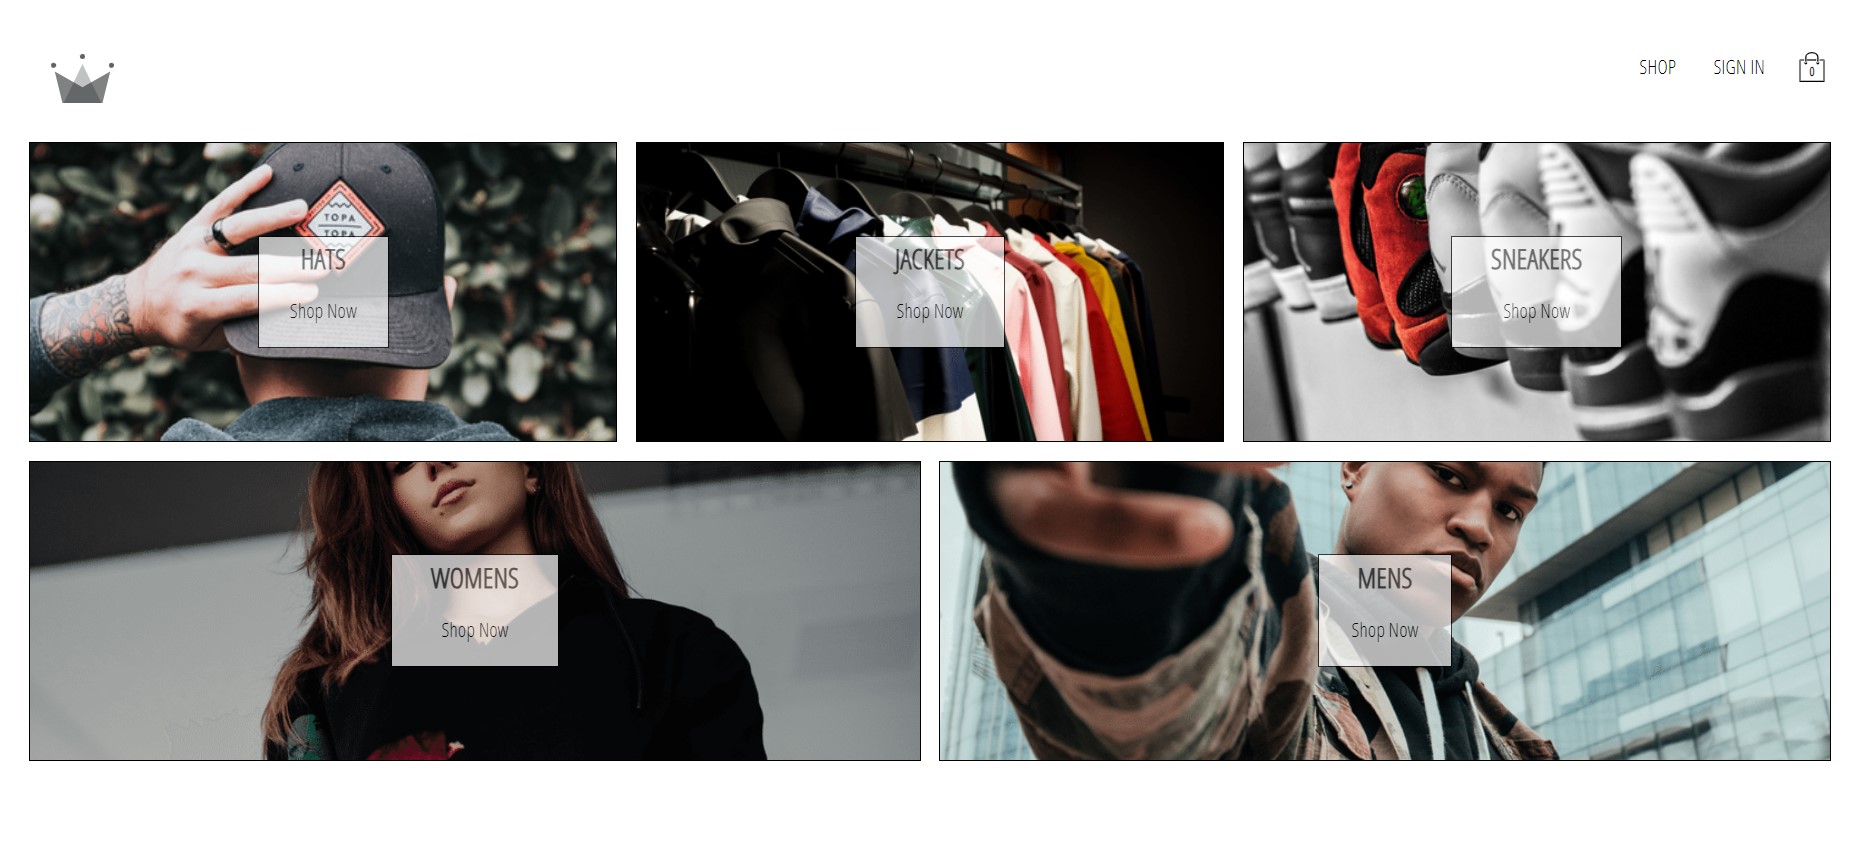 SHOP
SIGN IN
0
TOPA
TOPA
HATS
Shop Now
JACKETS
Shop Now
SNEAKERS
Shop Now
WOMENS
Shop Now
MENS
Shop Now